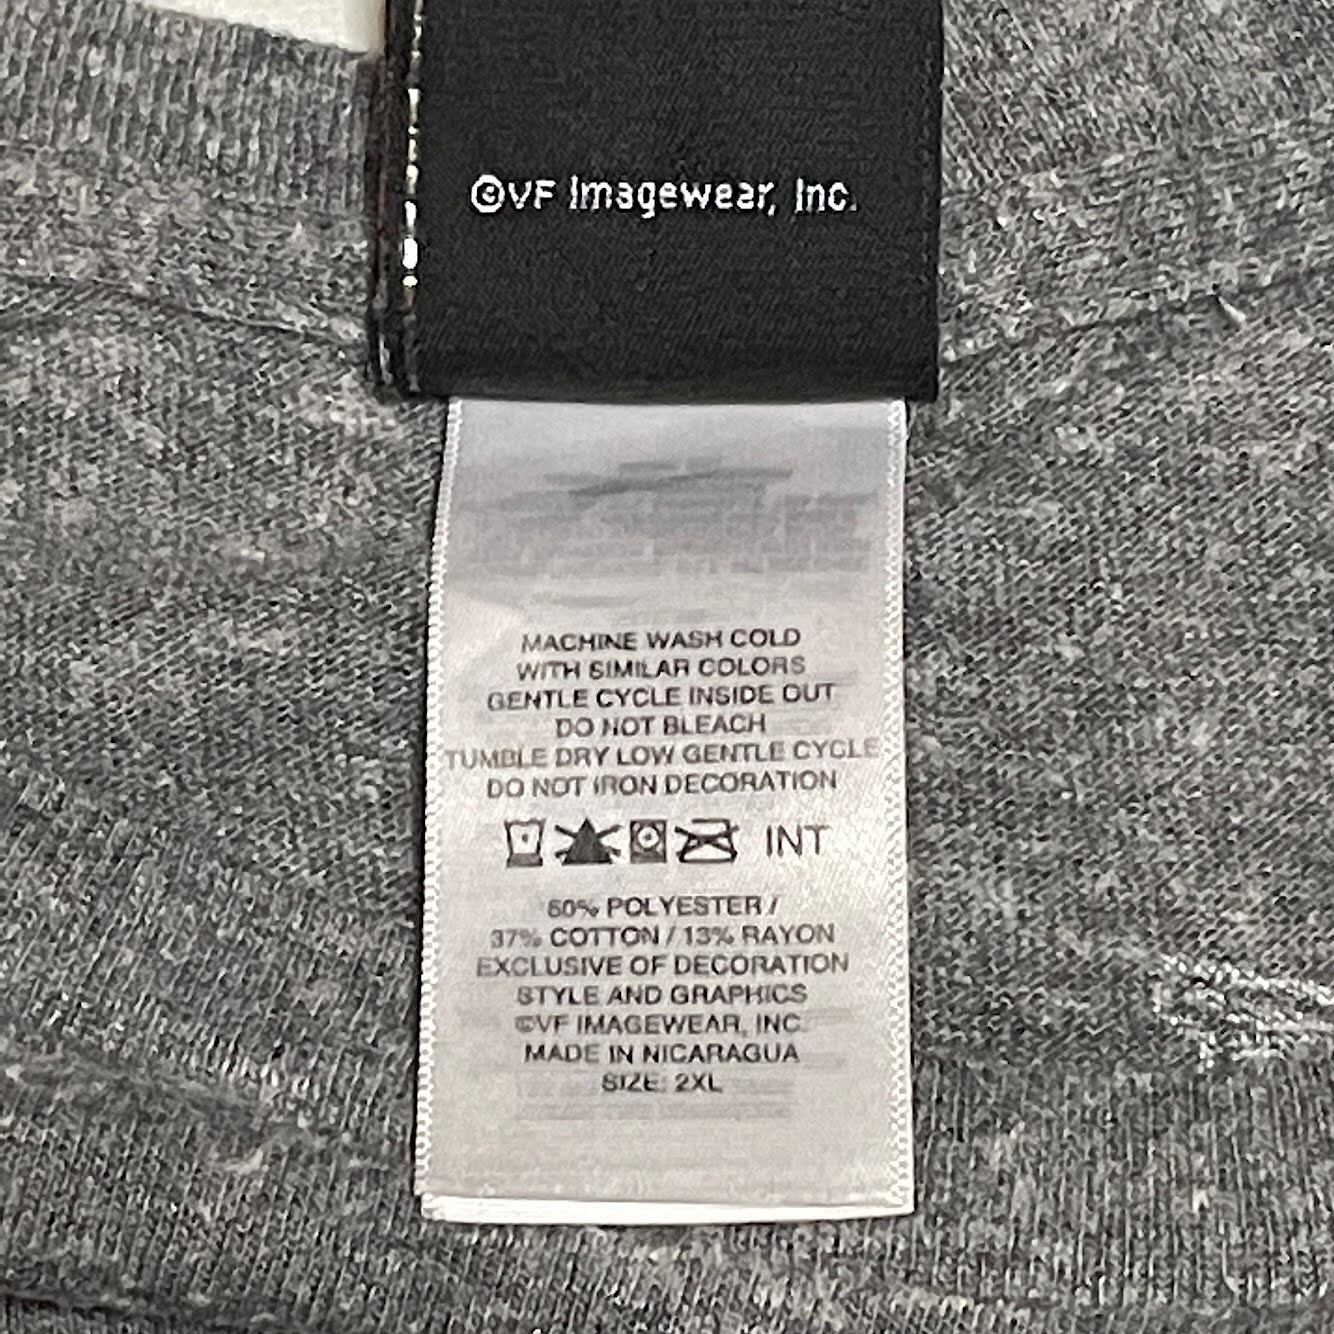 ©VF Imagewear, Inc.
MACHINE WASH COLD
WITH SIMILAR COLORS
GENTLE CYCLE INSIDE OUT
DO NOT BLEACH
TUMBLE DRY LOW GENTLE CYCLE
DO NOT IRON DECORATION
INT
50% POLYESTER /
37% COTTON / 13% RAYON
EXCLUSIVE OF DECORATION
STYLE AND GRAPHICS
©VF IMAGEWEAR, INC.
MADE IN NICARAGUA
SIZE: 2XL